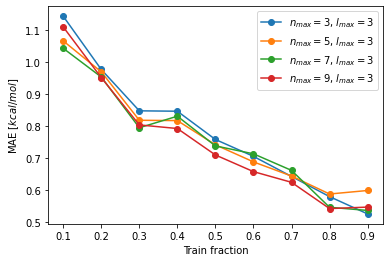 n_max = 3, l_max = 3
n_max = 5, l_max = 3
n_max = 7, l_max = 3
n_max = 9, l_max = 3
MAE [kcal/mol]
1.1
1.0
0.9
0.8
0.7
0.6
0.5
0.1 0.2 0.3 0.4 0.5 0.6 0.7 0.8 0.9
Train fraction